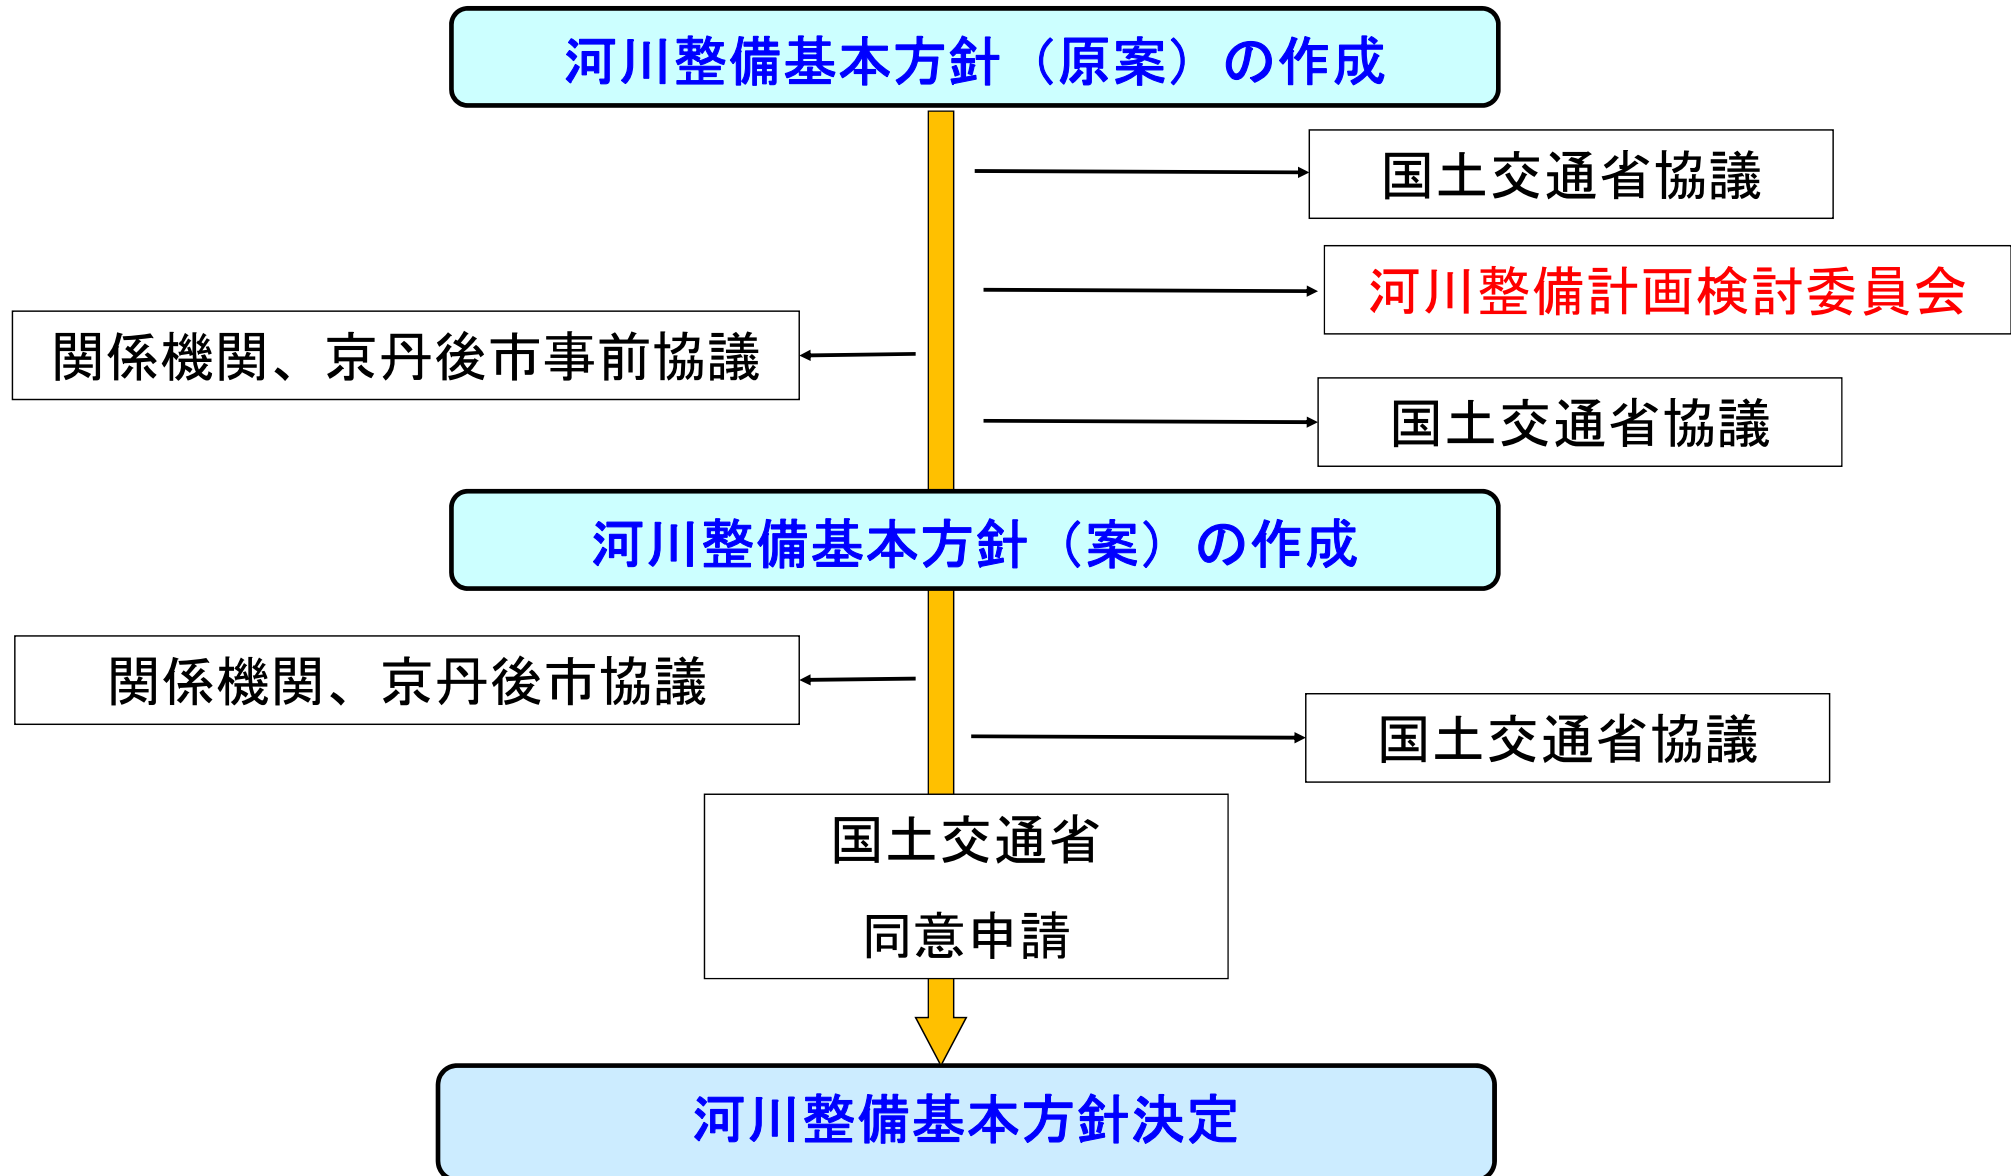 河川整備基本方針（原案）の作成
国土交通省協議
河川整備計画検討委員会
関係機関、京丹後市事前協議
国土交通省協議
河川整備基本方針（案）の作成
関係機関、京丹後市協議
国土交通省協議
国土交通省
同意申請
河川整備基本方針決定